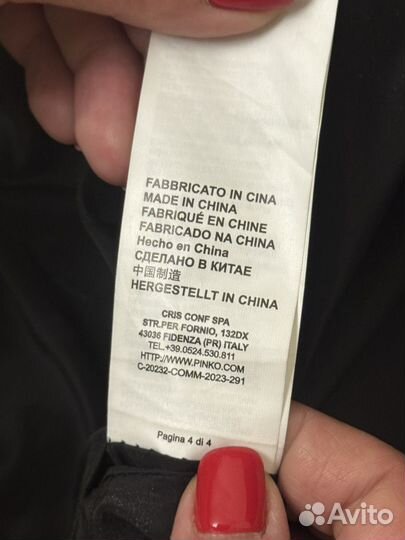 FABBRICATO IN CINA
MADE IN CHINA
FABRIQUÉ EN CHINE
FABRICADO NA CHINA
Hecho en China
СДЕЛАНО В КИТАЕ
中国制造
HERGESTELLT IN CHINA
CRIS CONF SPA
STR.PER FORNIO, 132DX
43036 FIDENZA (PR) ITALY
TEL.+39.0524.530.811
HTTP://WWW.PINKO.COM
C-20232-COMM-2023-291
Pagina 4 di 4
Avito